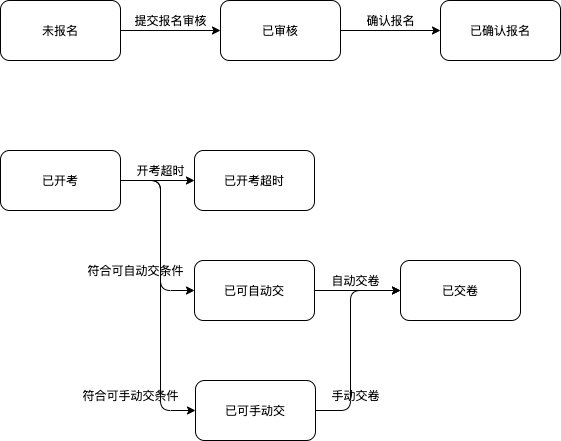 未报名
提交报名审核
已审核
确认报名
已确认报名
已开考
开考超时
已开考超时
符合可自动交条件
已可自动交
自动交卷
已交卷
符合可手动交条件
已可手动交
手动交卷